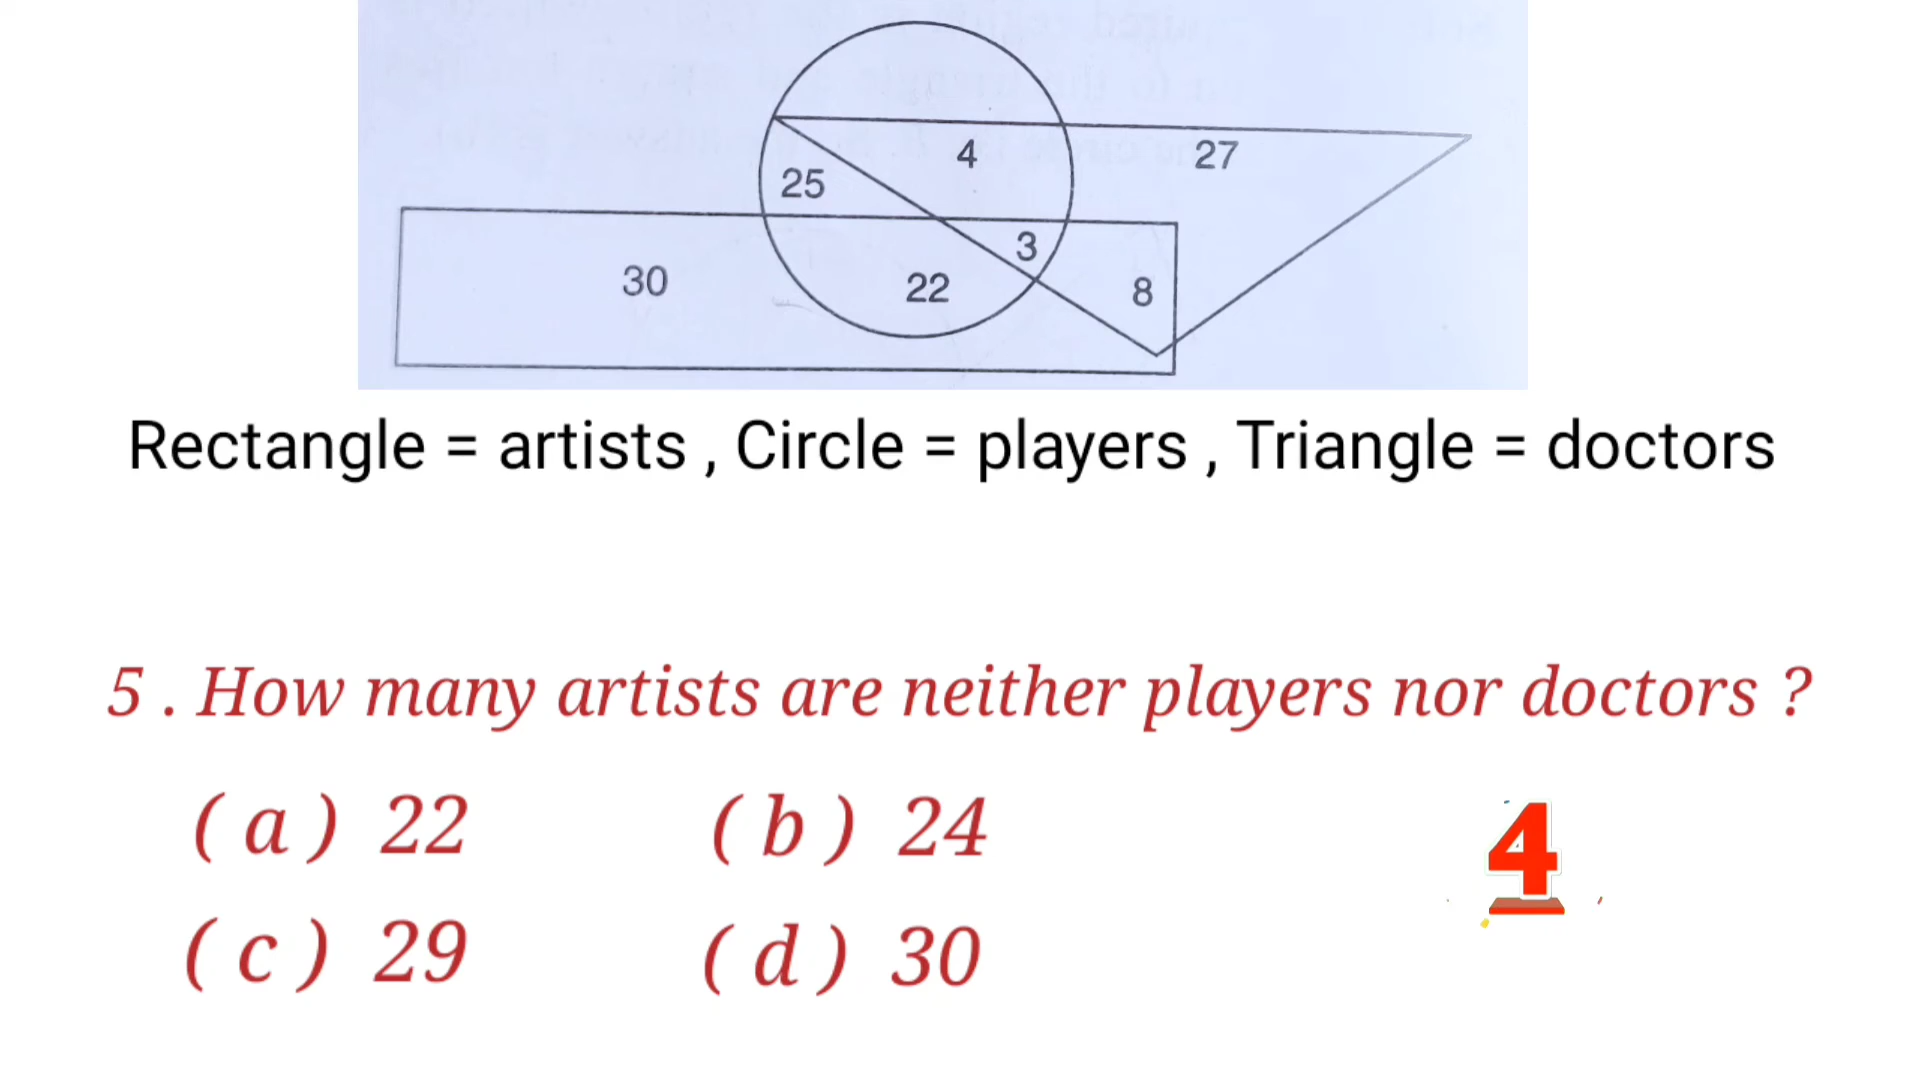 4
27
25
3
30
22
8
Rectangle = artists , Circle = players , Triangle = doctors
5 . How many artists are neither players nor doctors ?
( a ) 22 ( b ) 24
4
( c ) 29 ( d ) 30